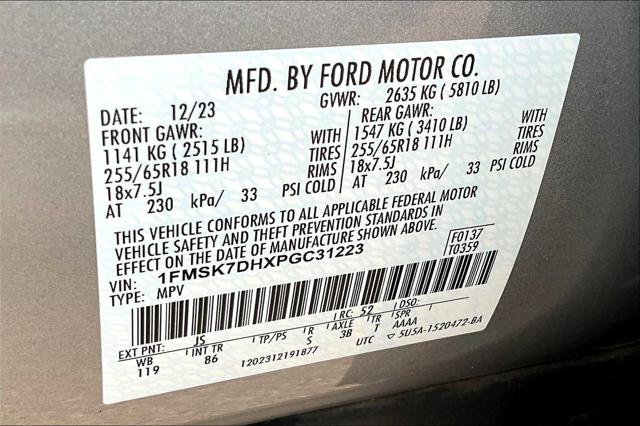 MFD. BY FORD MOTOR CO.
DATE: 12/23 GVWR: 2635 KG ( 5810 LB)
FRONT GAWR: REAR GAWR:
1141 KG ( 2515 LB) WITH 1547 KG ( 3410 LB) WITH
255/65R18 111H TIRES 255/65R18 111H TIRES
18x7.5J RIMS 18x7.5J RIMS
AT 230 kPa/ 33 PSI COLD AT 230 kPa/ 33 PSI COLD
THIS VEHICLE CONFORMS TO ALL APPLICABLE FEDERAL MOTOR
VEHICLE SAFETY AND THEFT PREVENTION STANDARDS IN
EFFECT ON THE DATE OF MANUFACTURE SHOWN ABOVE.
VIN: 1FMSK7DHXPGC31223 F0137
TYPE: MPV T0359
EXT PNT: JS RC: 52 DSO:
WB INT TR TP/PS R AXLE TR SPR
119 86 S 3B T AAAA
1202312191877 UTC ▽ 5U5A-1520472-BA